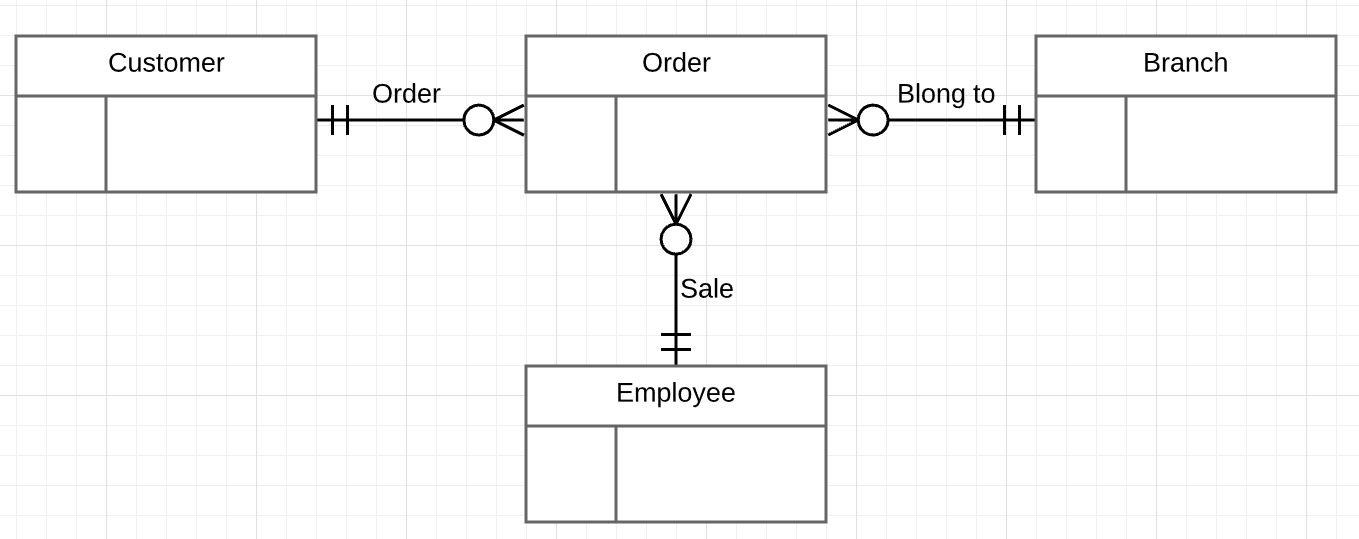 Customer
Order
Order
Blong to
Branch
Sale
Employee